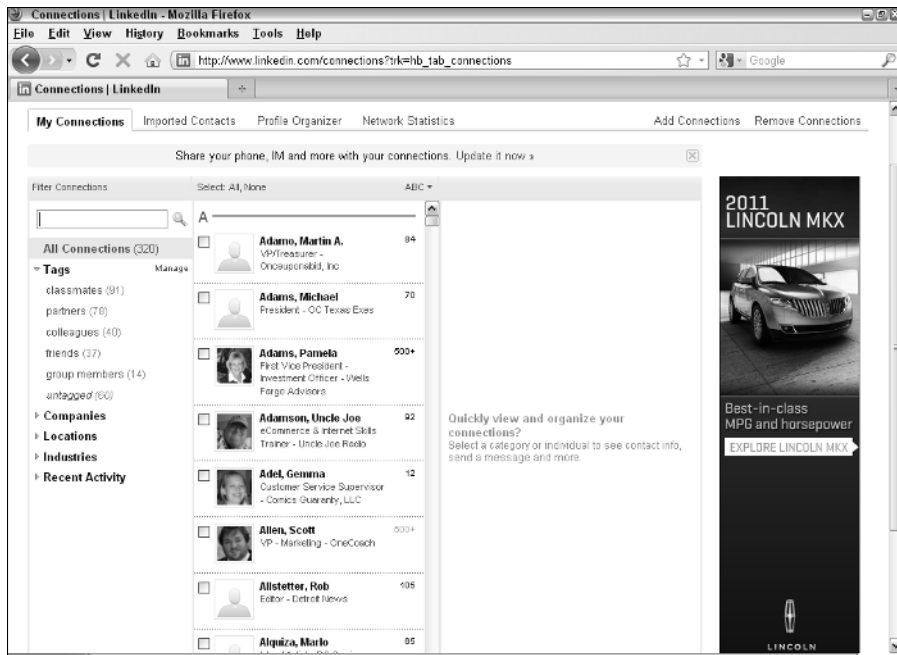 Connections | LinkedIn - Mozilla Firefox
File Edit View History Bookmarks Tools Help
http://www.linkedin.com/connections?trk=hb_tab_connections
Google
Connections | LinkedIn
My Connections Imported Contacts Profile Organizer Network Statistics Add Connections Remove Connections
Share your phone, IM and more with your connections. Update it now »
Filter Connections
Select: All, None ABC
All Connections (320)
Tags Manage
classmates (91)
partners (78)
colleagues (40)
friends (37)
group members (14)
untagged (60)
Companies
Locations
Industries
Recent Activity
A
Adamo, Martin A. 84
VP/Treasurer -
Onceuponabid, Inc
Adams, Michael 70
President - OC Texas Exes
Adams, Pamela 500+
First Vice President -
Investment Officer - Wells
Fargo Advisors
Adamson, Uncle Joe 92
eCommerce & Internet Skills
Trainer - Uncle Joe Radio
Adel, Gemma 12
Customer Service Supervisor
- Comics Guaranty, LLC
Allen, Scott 500+
VP - Marketing - OneCoach
Allstetter, Rob 405
Editor - Detroit News
Alquiza, Marlo 85
Quickly view and organize your
connections?
Select a category or individual to see contact info,
send a message and more.
2011
LINCOLN MKX
Best-in-class
MPG and horsepower
EXPLORE LINCOLN MKX
LINCOLN